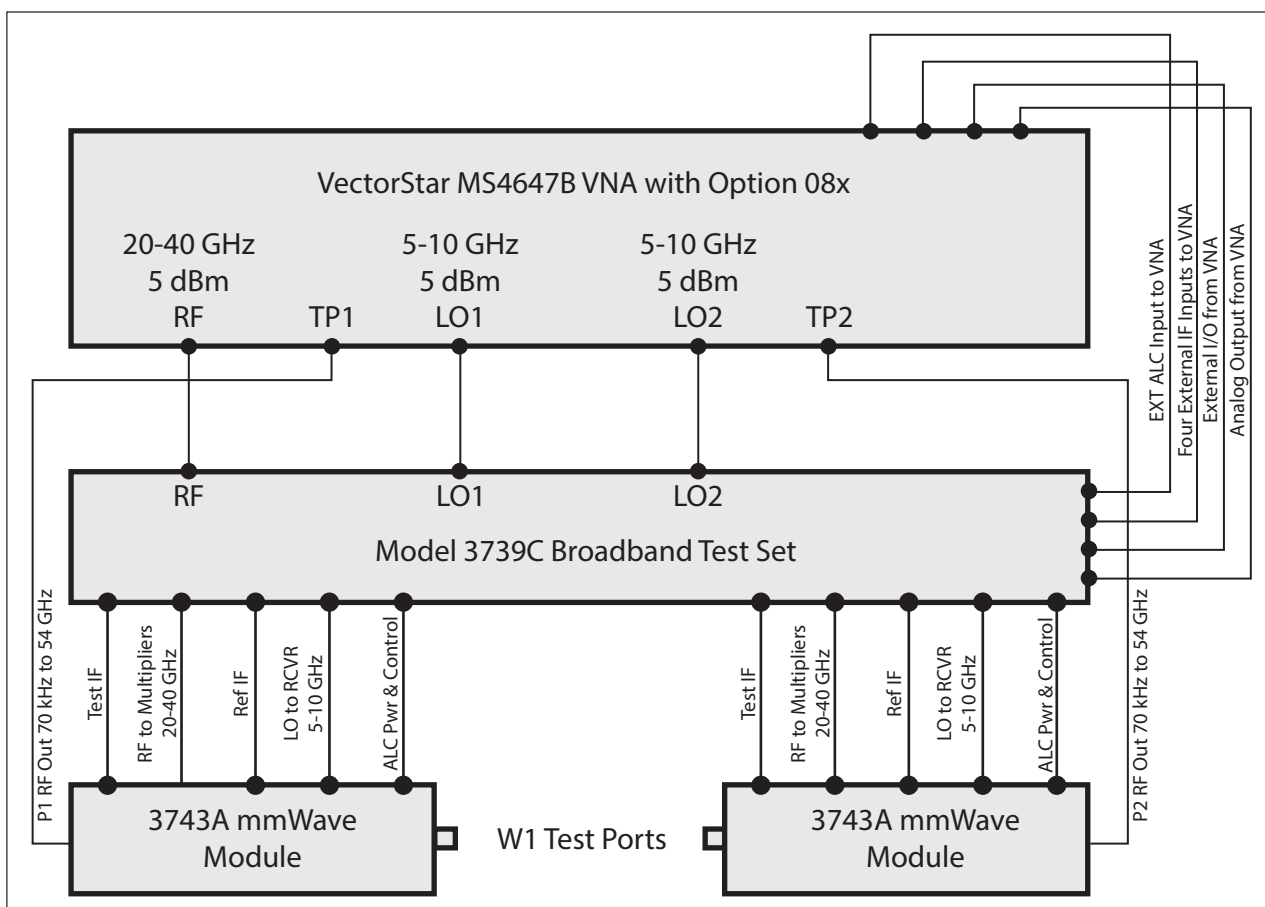 VectorStar MS4647B VNA with Option 08x
20-40 GHz
5 dBm
RF
TP1
5-10 GHz
5 dBm
LO1
5-10 GHz
5 dBm
LO2
TP2
EXT ALC Input to VNA
Four External IF Inputs to VNA
External I/O from VNA
Analog Output from VNA
RF
LO1
LO2
Model 3739C Broadband Test Set
P1 RF Out 70 kHz to 54 GHz
Test IF
RF to Multipliers
20-40 GHz
Ref IF
LO to RCVR
5-10 GHz
ALC Pwr & Control
Test IF
RF to Multipliers
20-40 GHz
Ref IF
LO to RCVR
5-10 GHz
ALC Pwr & Control
P2 RF Out 70 kHz to 54 GHz
3743A mmWave
Module
W1 Test Ports
3743A mmWave
Module